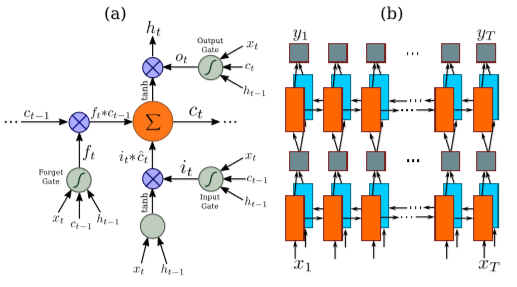 (a)
(b)
h_t
Output
Gate
x_t
o_t
c_t
h_{t-1}
tanh
y_1
y_T
...
... c_{t-1}
f_t*c_{t-1}
Σ
c_t ...
f_t
i_t*ĉ_t
Forget
Gate
x_t c_{t-1} h_{t-1}
i_t
x_t
c_{t-1}
h_{t-1}
Input
Gate
tanh
x_t h_{t-1}
...
...
...
x_1
x_T